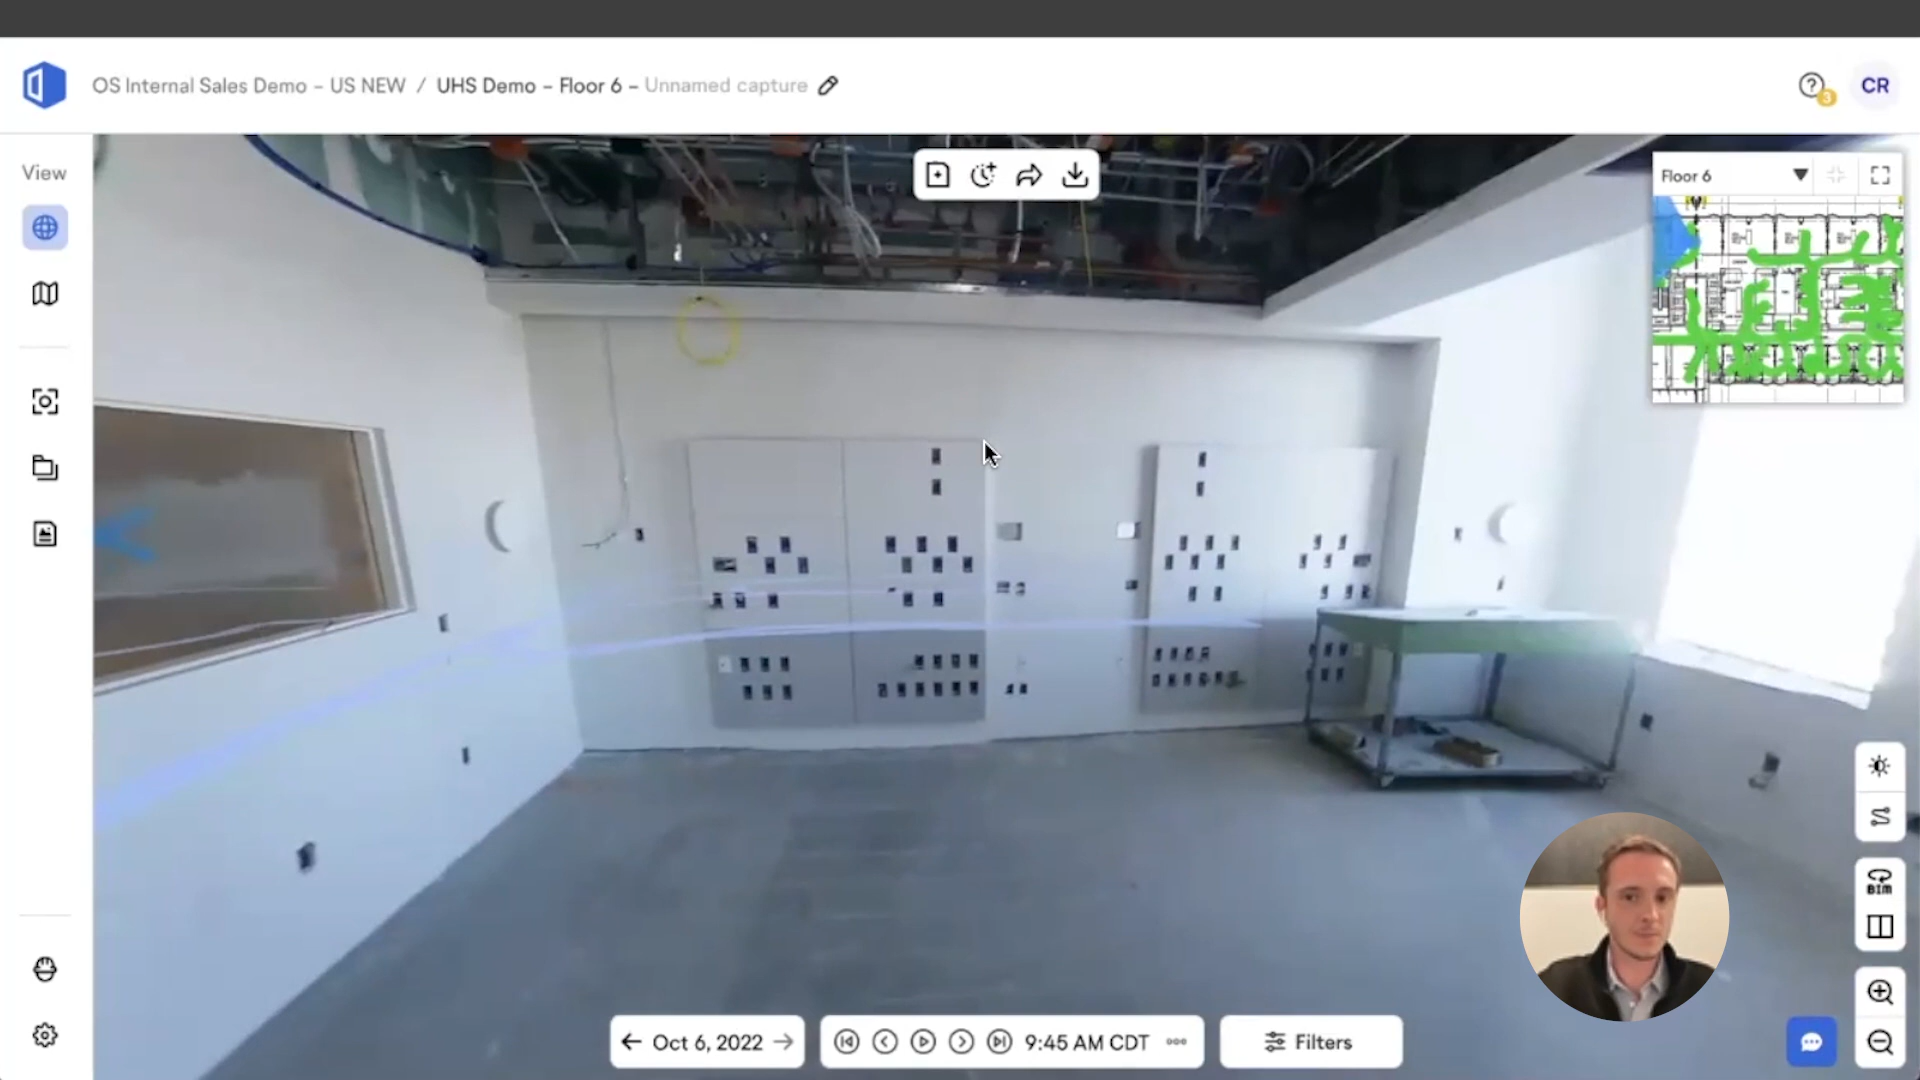 OS Internal Sales Demo – US NEW / UHS Demo – Floor 6 – Unnamed capture
3
CR
View
Floor 6
BIM
Oct 6, 2022
9:45 AM CDT
Filters